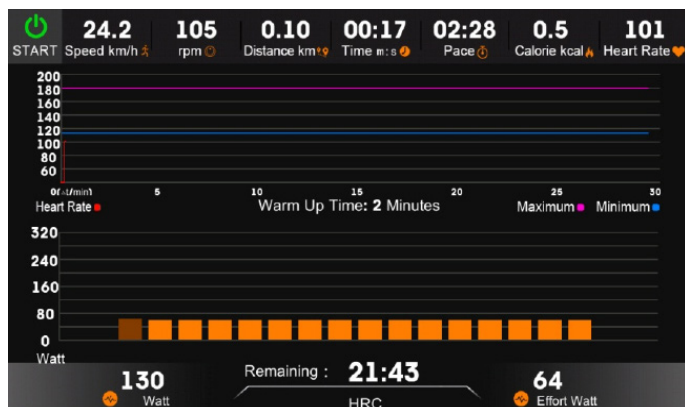 24.2 105 0.10 00:17 02:28 0.5 101
START Speed km/h rpm Distance km Time m:s Pace Calorie kcal Heart Rate
200
180
160
140
120
100
80
60
5 10 15 20 25 30
Heart Rate Warm Up Time: 2 Minutes Maximum Minimum
320
240
160
80
0
Watt
130 Remaining : 21:43 64
Watt HRC Effort Watt